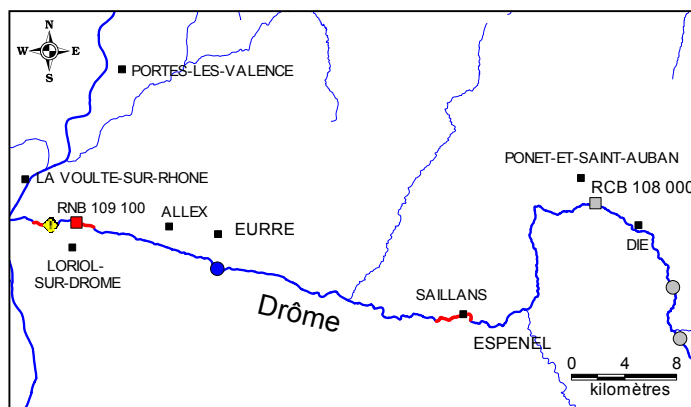 N
W E
S
PORTES-LES-VALENCE
PONET-ET-SAINT-AUBAN
LA VOULTE-SUR-RHONE
RCB 108 000
RNB 109 100
ALLEX
EURRE
DIE
LORIOL-
SUR-DROME
SAILLANS
Drôme
ESPENEL
0 4 8
kilomètres